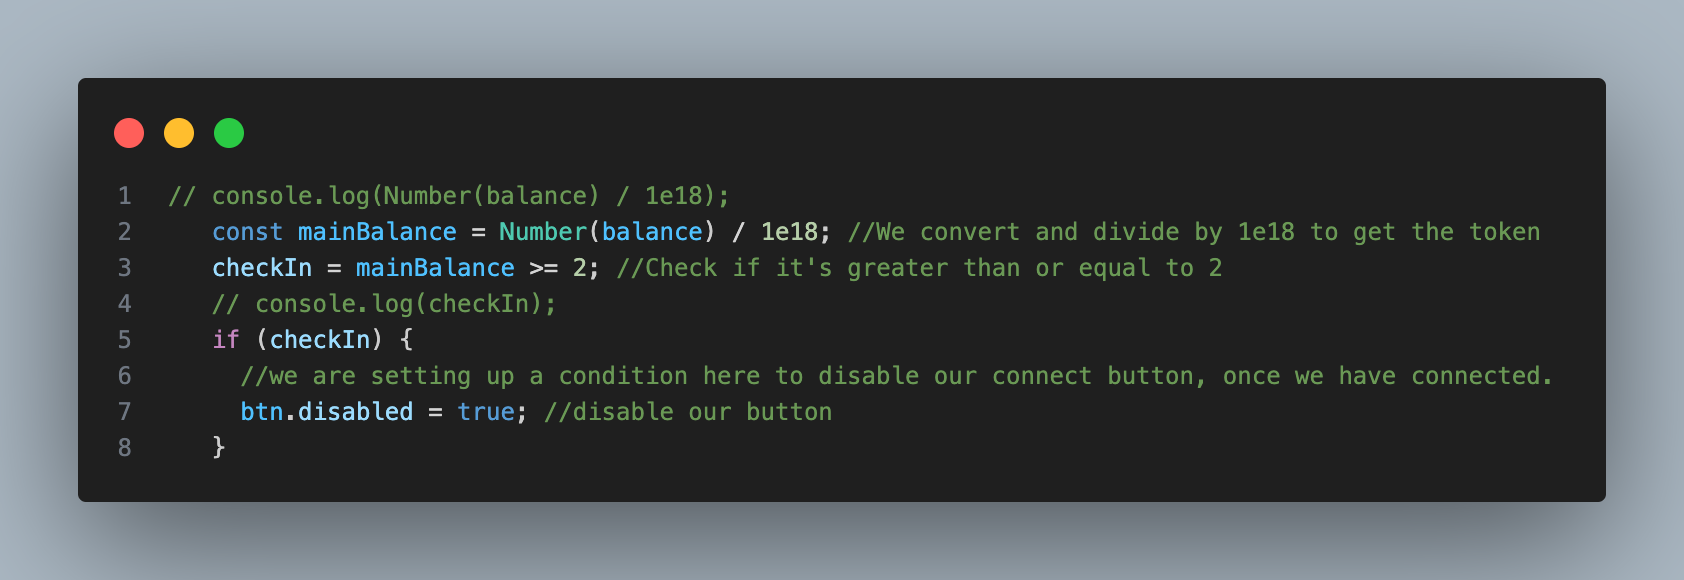 1 // console.log(Number(balance) / 1e18);
2 const mainBalance = Number(balance) / 1e18; //We convert and divide by 1e18 to get the token
3 checkIn = mainBalance >= 2; //Check if it's greater than or equal to 2
4 // console.log(checkIn);
5 if (checkIn) {
6 //we are setting up a condition here to disable our connect button, once we have connected.
7 btn.disabled = true; //disable our button
8 }